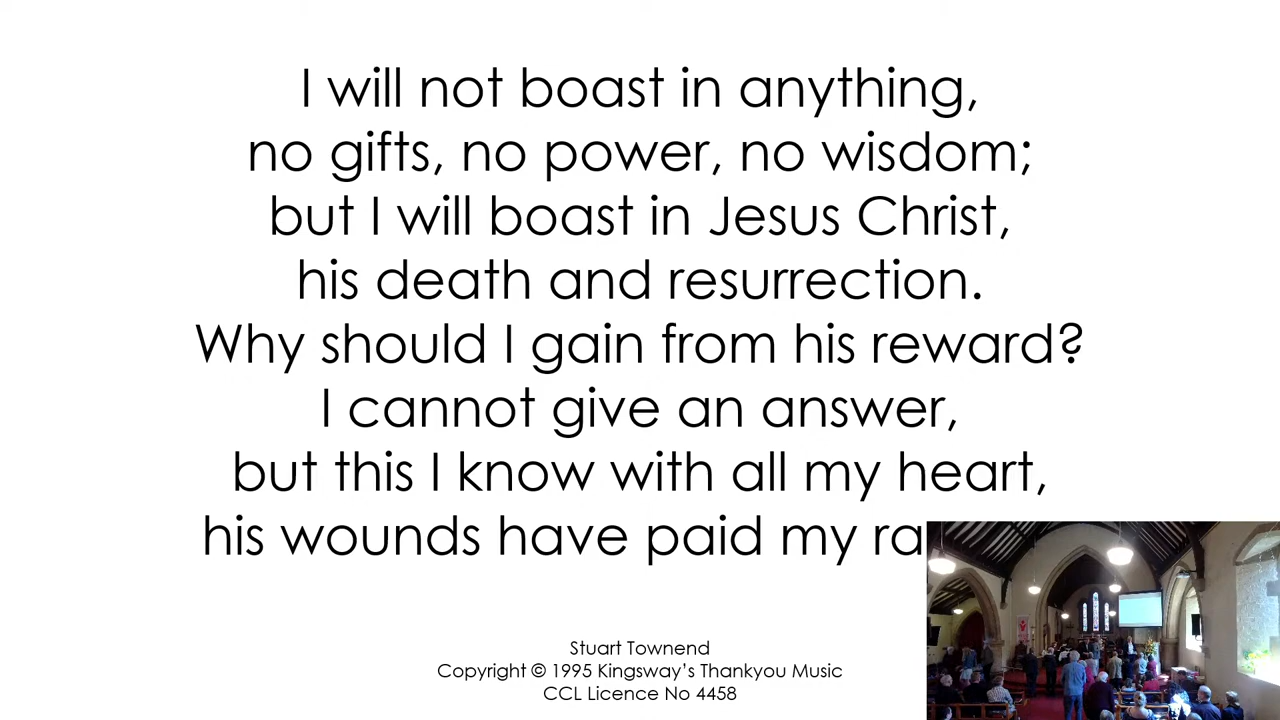 I will not boast in anything,
no gifts, no power, no wisdom;
but I will boast in Jesus Christ,
his death and resurrection.
Why should I gain from his reward?
I cannot give an answer,
but this I know with all my heart,
his wounds have paid my
Stuart Townend
Copyright © 1995 Kingsway's Thankyou Music
CCL Licence No 4458